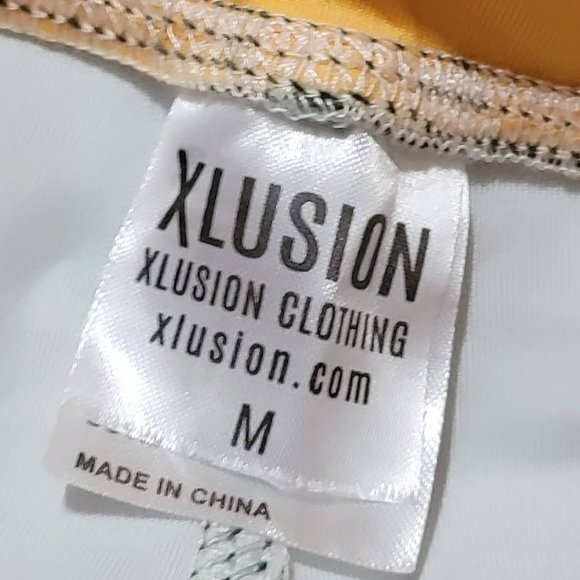 XLUSION
XLUSION CLOTHING
xlusion.com
M
MADE IN CHINA